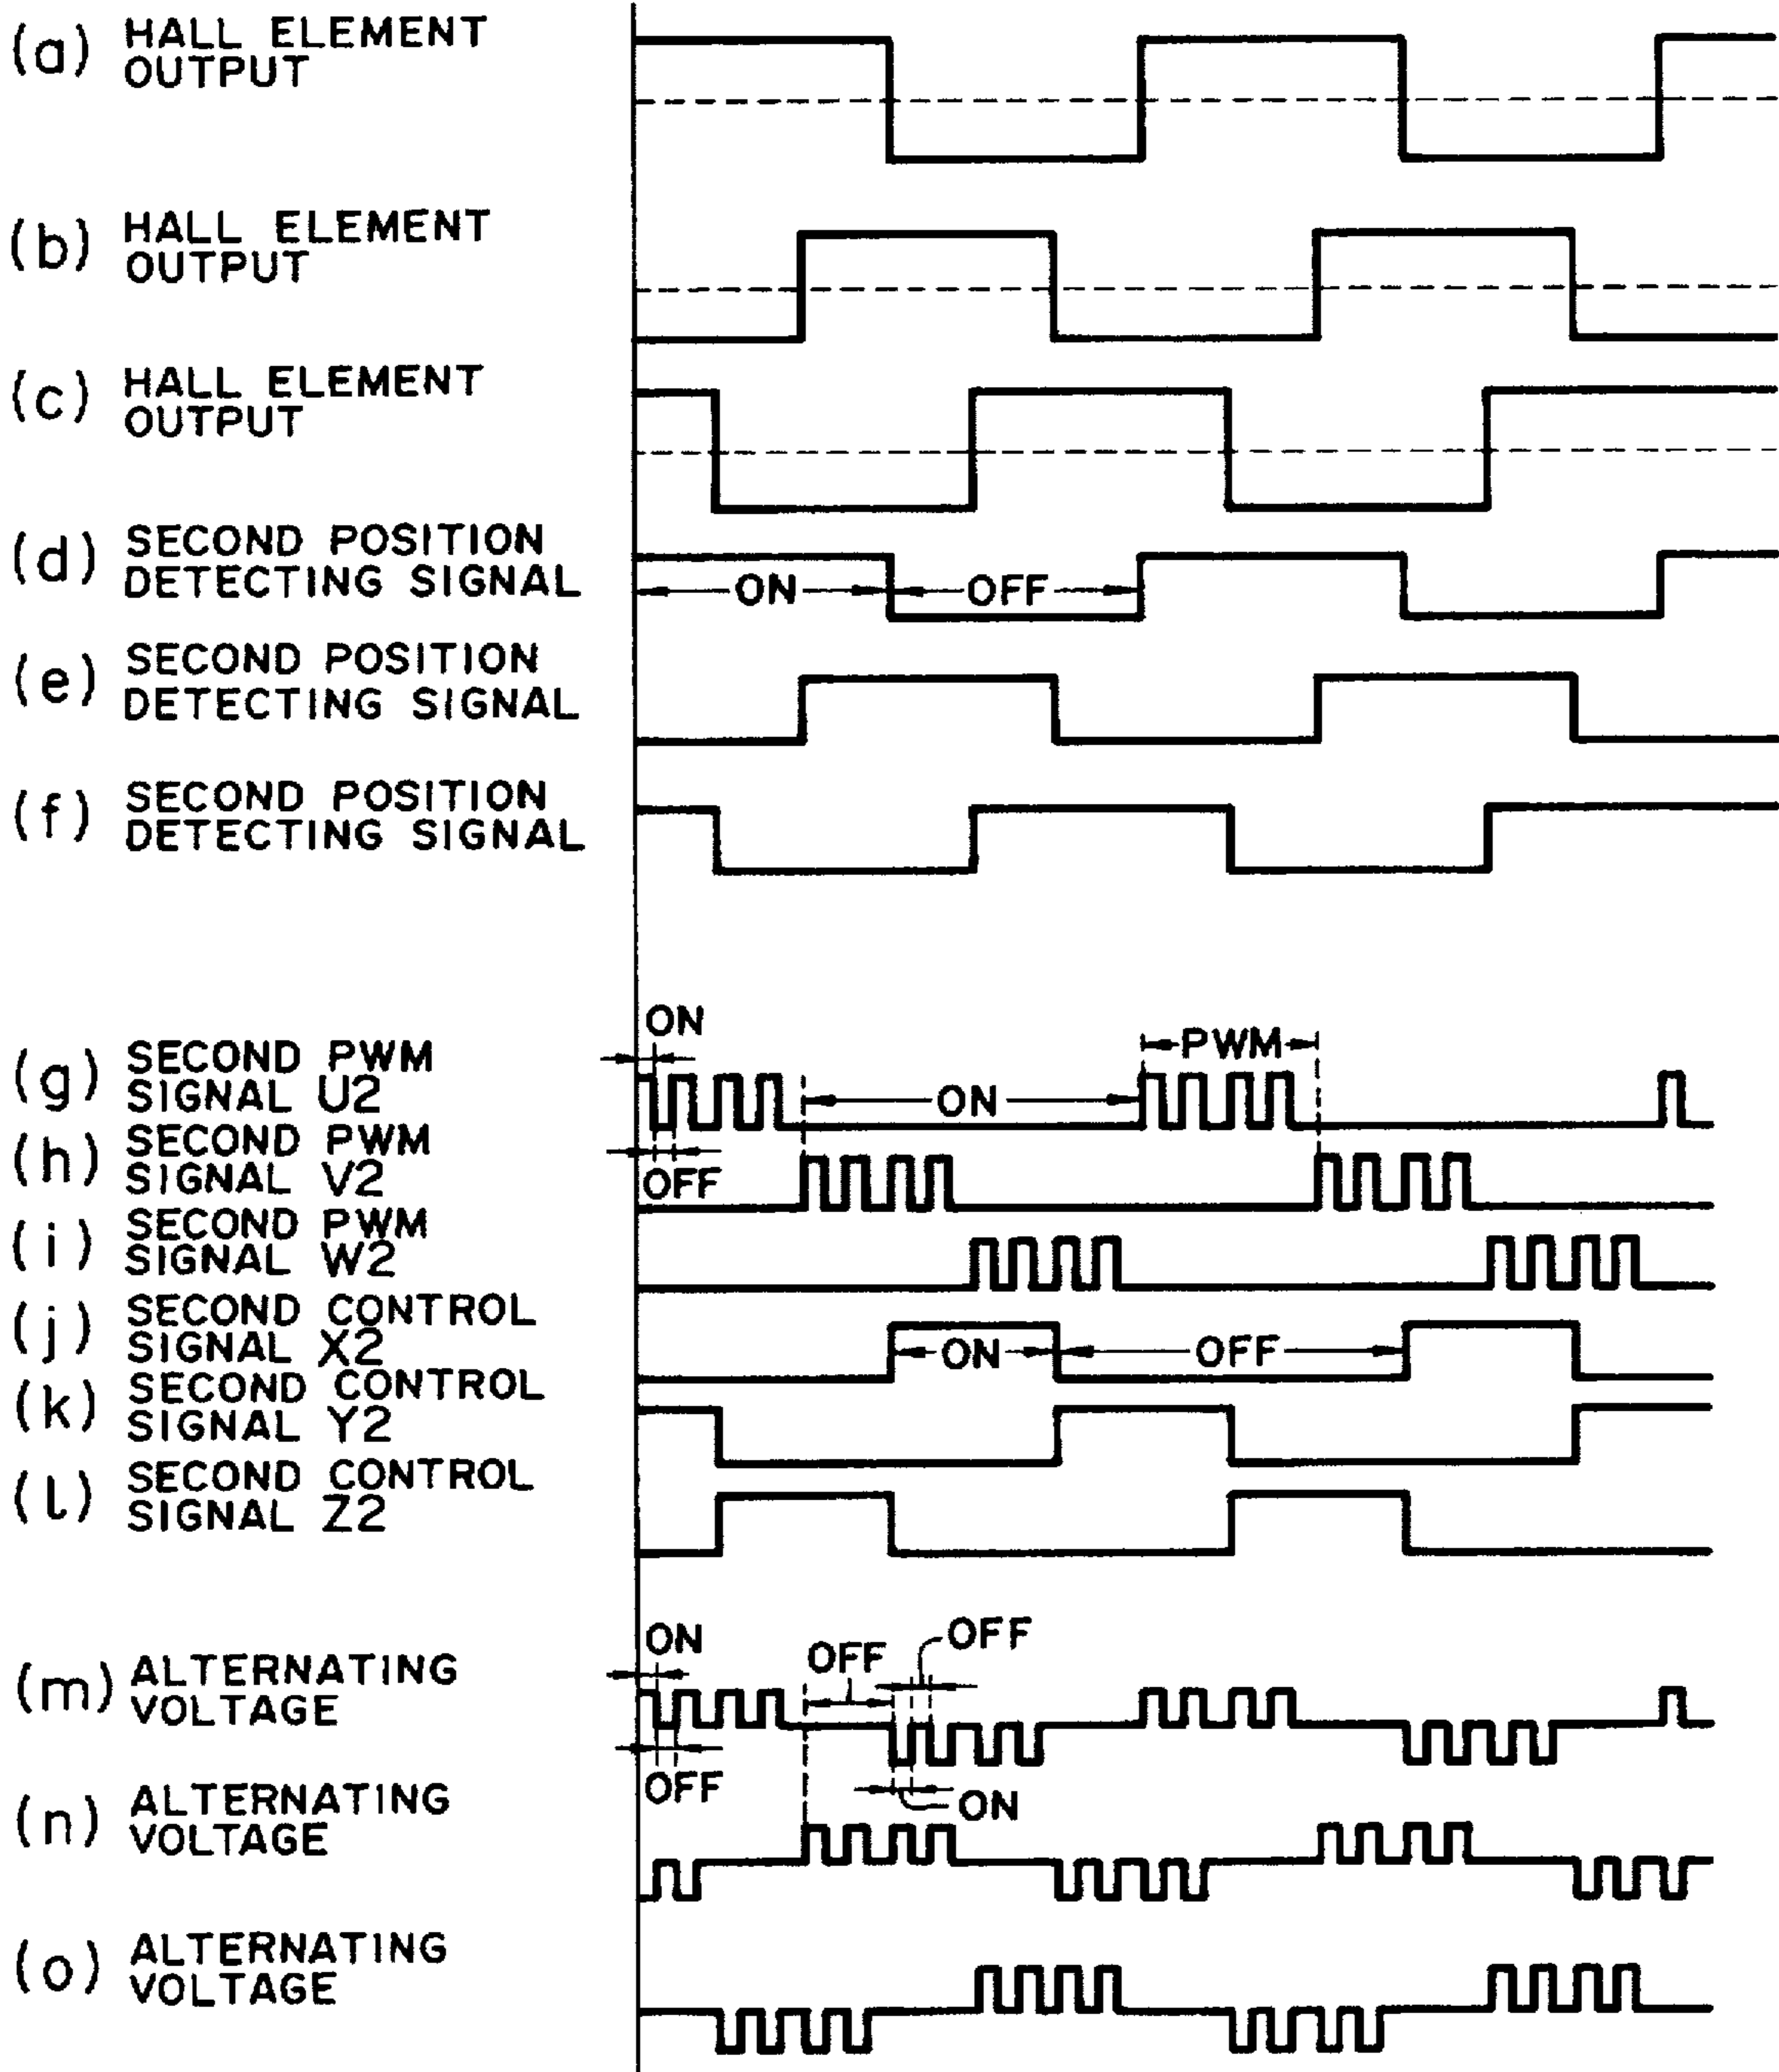 (a) HALL ELEMENT
OUTPUT
(b) HALL ELEMENT
OUTPUT
(c) HALL ELEMENT
OUTPUT
(d) SECOND POSITION
DETECTING SIGNAL
ON OFF
(e) SECOND POSITION
DETECTING SIGNAL
(f) SECOND POSITION
DETECTING SIGNAL
ON
PWM
(g) SECOND PWM
SIGNAL U2
ON
(h) SECOND PWM
SIGNAL V2
OFF
(i) SECOND PWM
SIGNAL W2
(j) SECOND CONTROL
SIGNAL X2
ON OFF
(k) SECOND CONTROL
SIGNAL Y2
(l) SECOND CONTROL
SIGNAL Z2
ON OFF OFF
(m) ALTERNATING
VOLTAGE
OFF ON
(n) ALTERNATING
VOLTAGE
(o) ALTERNATING
VOLTAGE